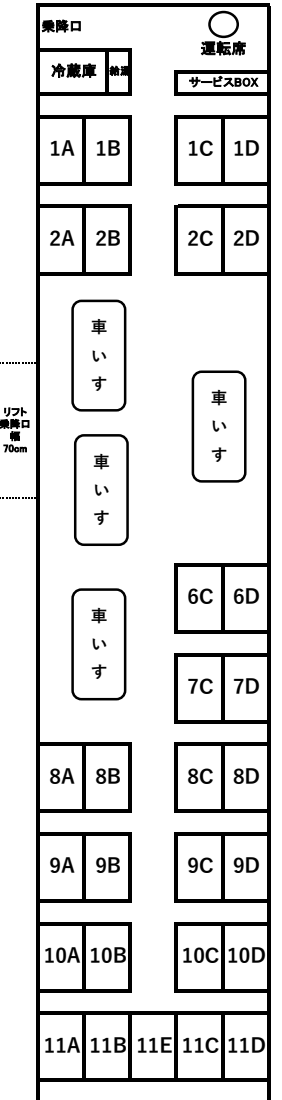 乗降口
運転席
冷蔵庫 給湯
サービスBOX
1A 1B 1C 1D
2A 2B 2C 2D
車いす
車いす
リフト
乗降口
幅
70cm
車いす
車いす
6C 6D
7C 7D
8A 8B 8C 8D
9A 9B 9C 9D
10A 10B 10C 10D
11A 11B 11E 11C 11D